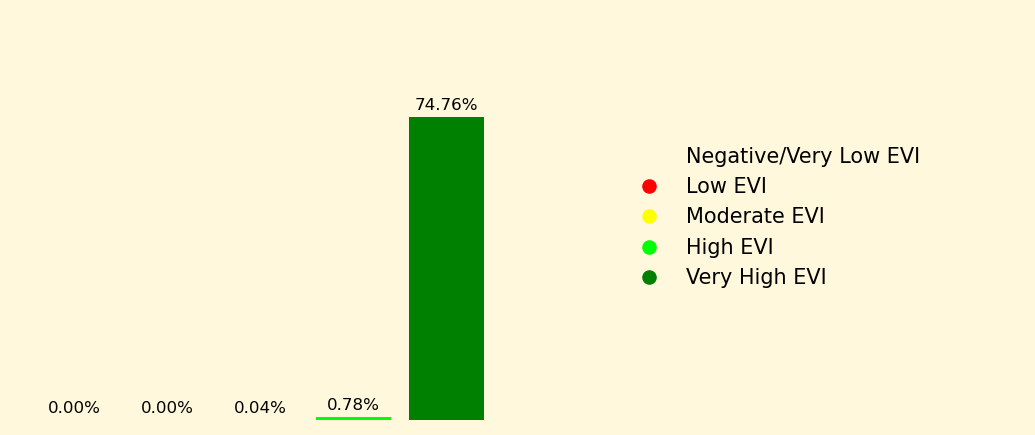 74.76%
0.00%
0.00%
0.04%
0.78%
Negative/Very Low EVI
Low EVI
Moderate EVI
High EVI
Very High EVI